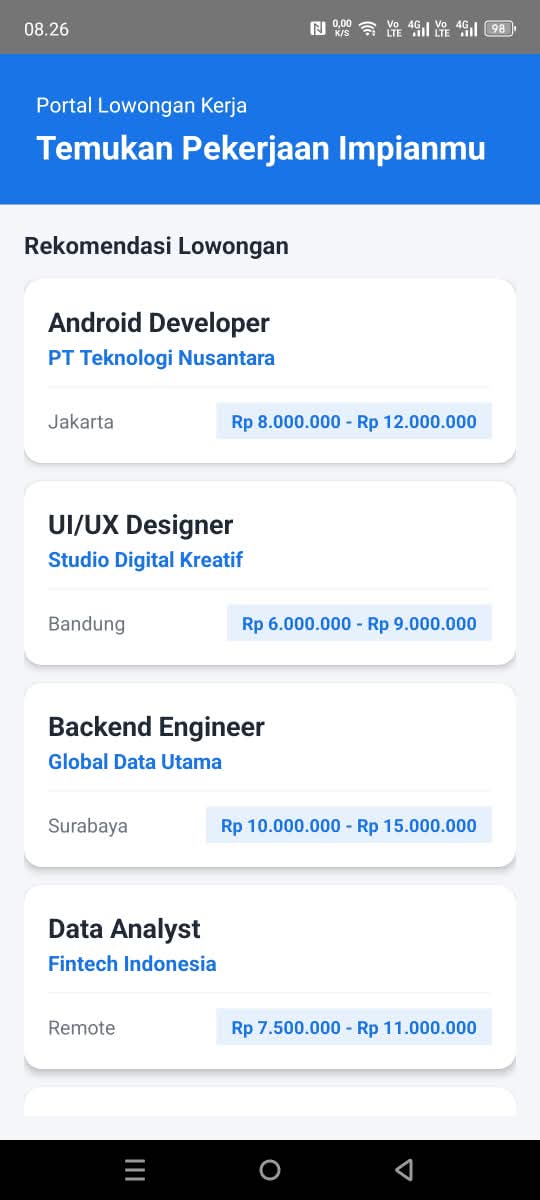 08.26
0,00
K/S
Vo
LTE
4G
Vo
LTE
4G
98
Portal Lowongan Kerja
Temukan Pekerjaan Impianmu
Rekomendasi Lowongan
Android Developer
PT Teknologi Nusantara
Jakarta
Rp 8.000.000 - Rp 12.000.000
UI/UX Designer
Studio Digital Kreatif
Bandung
Rp 6.000.000 - Rp 9.000.000
Backend Engineer
Global Data Utama
Surabaya
Rp 10.000.000 - Rp 15.000.000
Data Analyst
Fintech Indonesia
Remote
Rp 7.500.000 - Rp 11.000.000